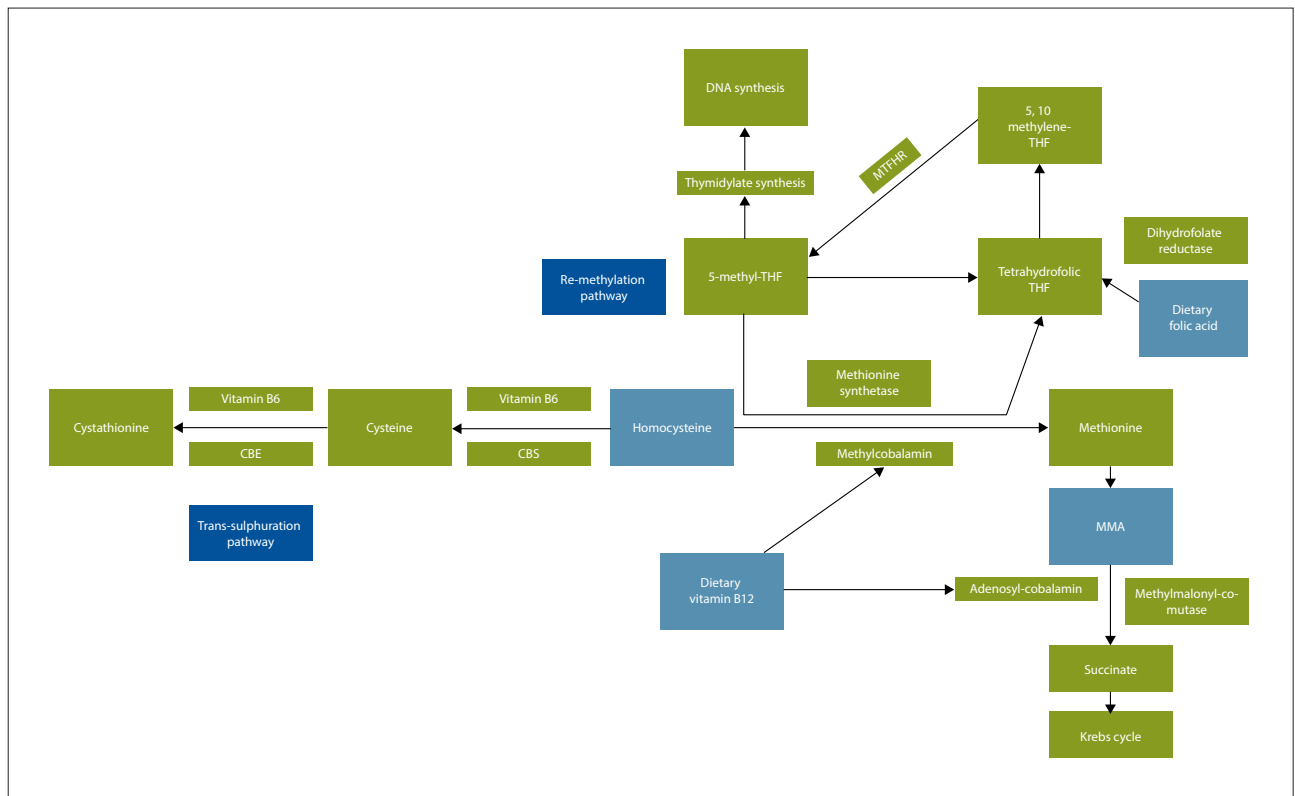 DNA synthesis
5, 10
methylene-
THF
MTFHR
Thymidylate synthesis
Dihydrofolate
reductase
Re-methylation
pathway
5-methyl-THF
Tetrahydrofolic
THF
Dietary
folic acid
Methionine
synthetase
Vitamin B6
Vitamin B6
Cystathionine
Cysteine
Homocysteine
Methionine
CBE
CBS
Methylcobalamin
Trans-sulphuration
pathway
MMA
Dietary
vitamin B12
Adenosyl-cobalamin
Methylmalonyl-co-
mutase
Succinate
Krebs cycle